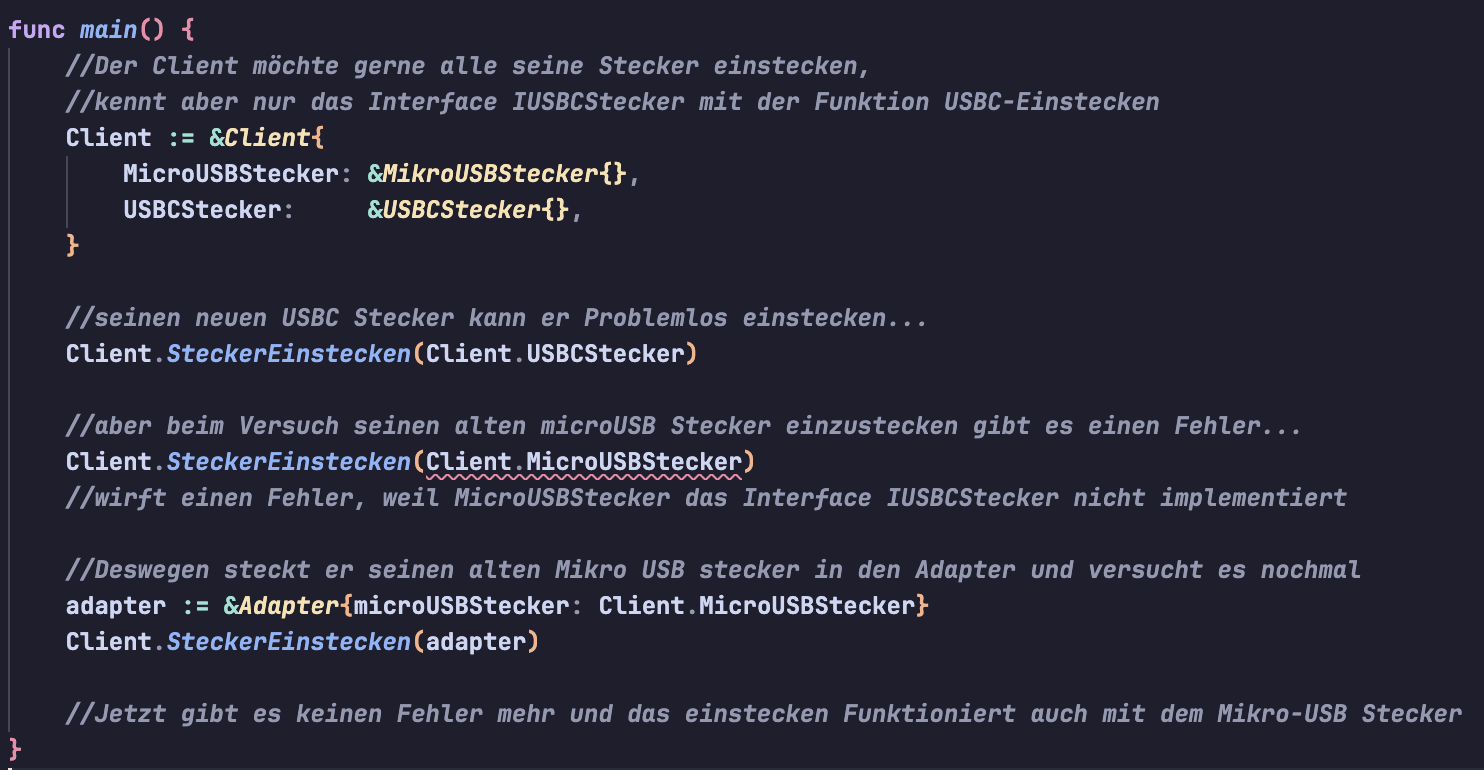 func main() {
//Der Client möchte gerne alle seine Stecker einstecken,
//kennt aber nur das Interface IUSBCStecker mit der Funktion USBC-Einstecken
Client := &Client{
MicroUSBStecker: &MikroUSBStecker{},
USBCStecker:     &USBCStecker{},
}
//seinen neuen USBC Stecker kann er Problemlos einstecken...
Client.SteckerEinstecken(Client.USBCStecker)
//aber beim Versuch seinen alten microUSB Stecker einzustecken gibt es einen Fehler...
Client.SteckerEinstecken(Client.MicroUSBStecker)
//wirft einen Fehler, weil MicroUSBStecker das Interface IUSBCStecker nicht implementiert
//Deswegen steckt er seinen alten Mikro USB stecker in den Adapter und versucht es nochmal
adapter := &Adapter{microUSBStecker: Client.MicroUSBStecker}
Client.SteckerEinstecken(adapter)
//Jetzt gibt es keinen Fehler mehr und das einstecken Funktioniert auch mit dem Mikro-USB Stecker
}